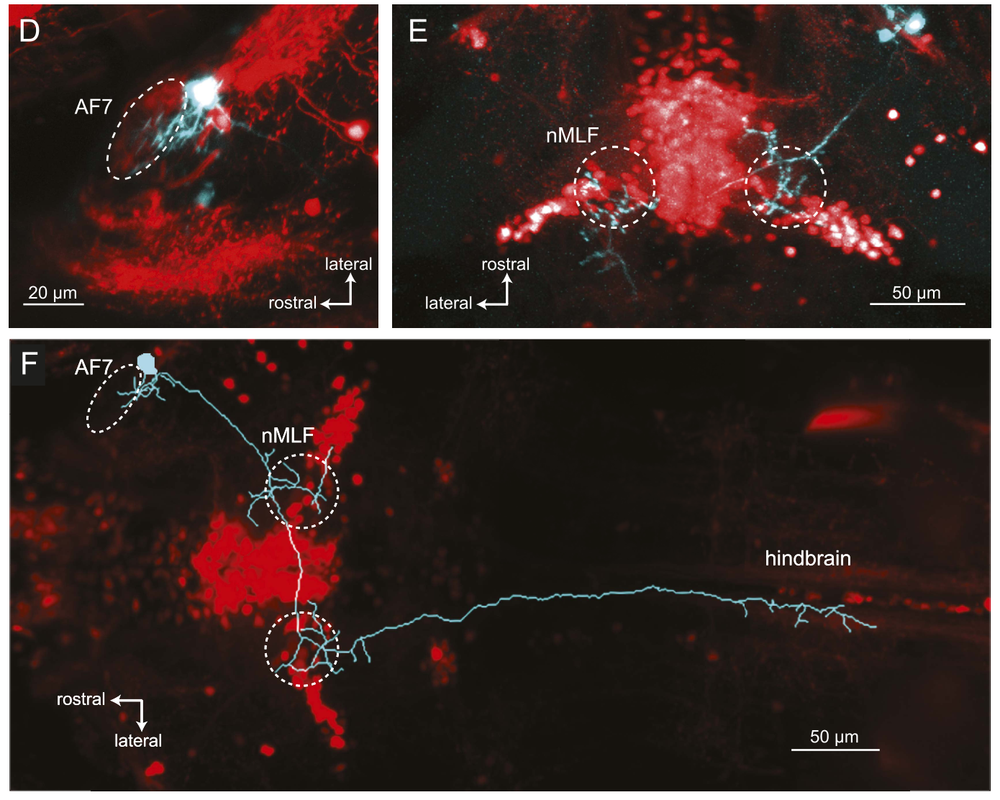 D
AF7
lateral
rostral
20 µm
E
nMLF
rostral
lateral
50 µm
F
AF7
nMLF
hindbrain
rostral
lateral
50 µm